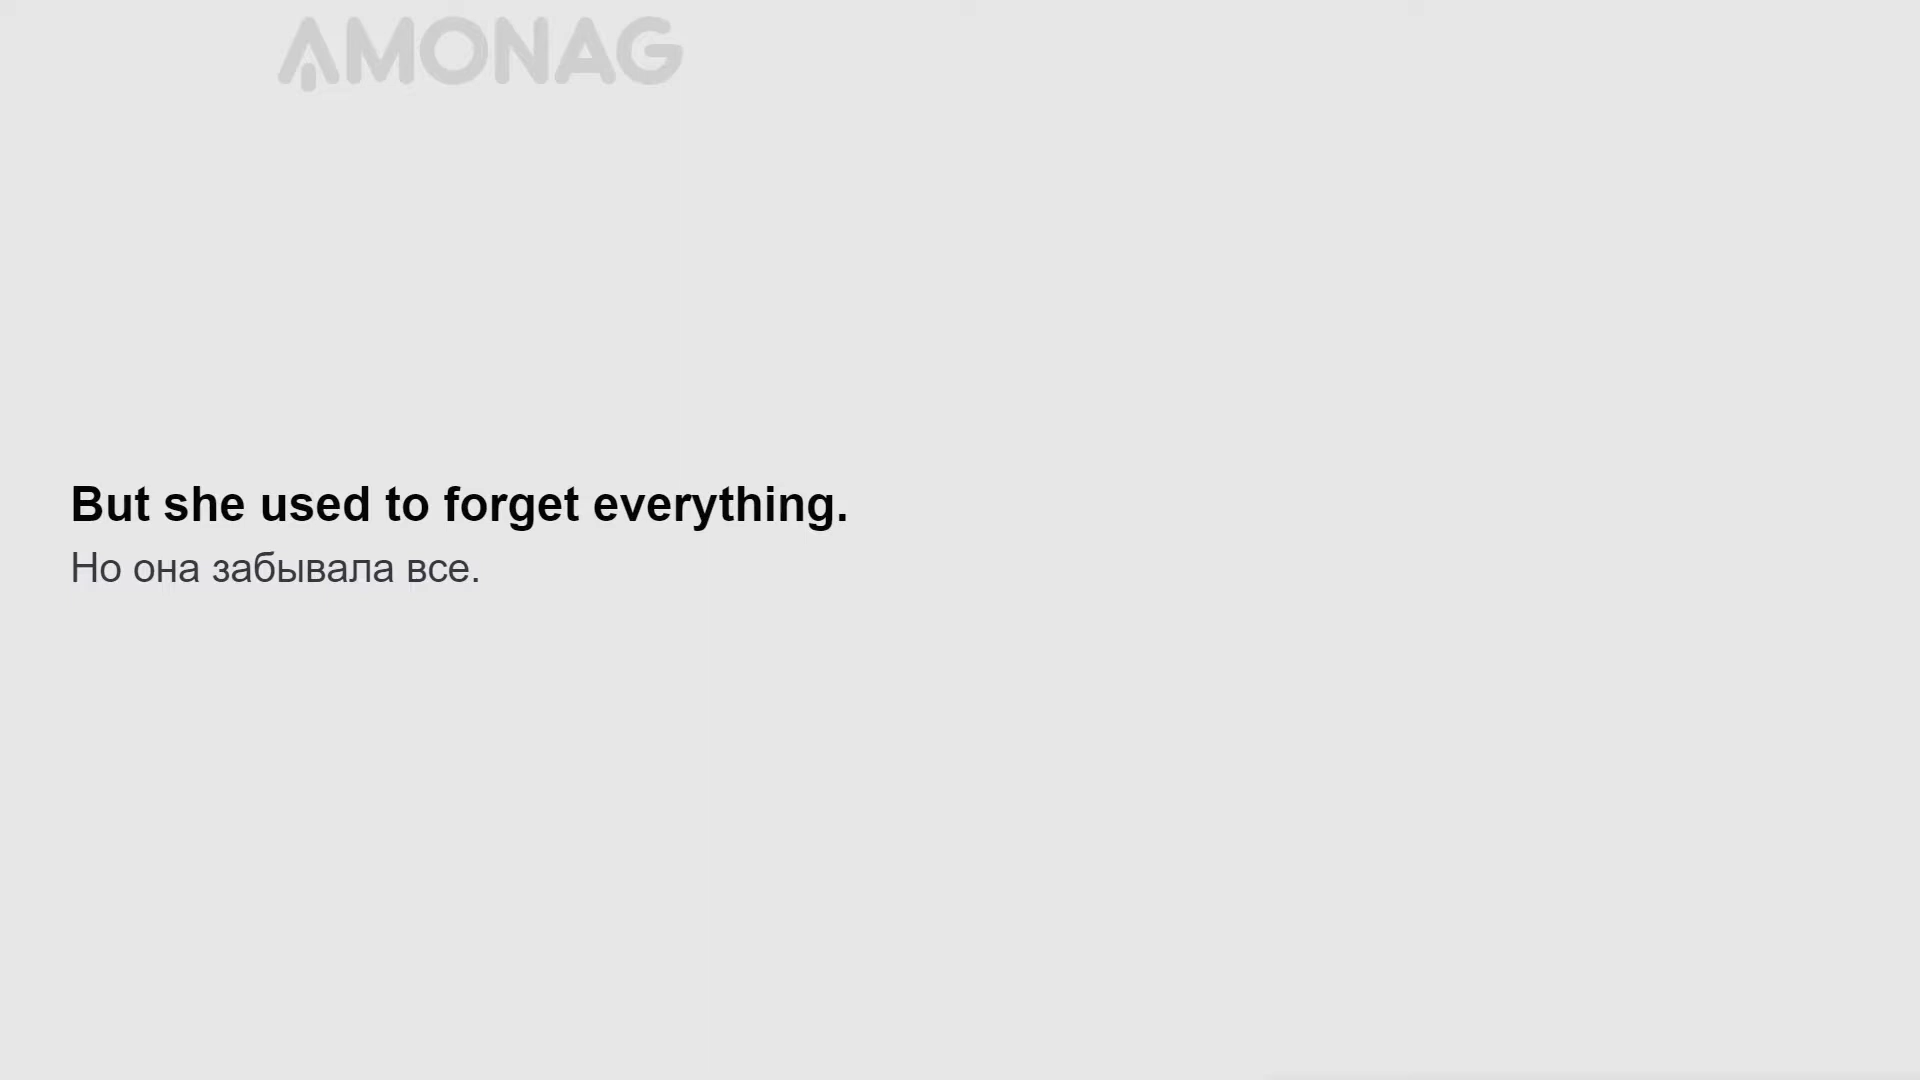 AMONAG
But she used to forget everything.
Но она забывала все.